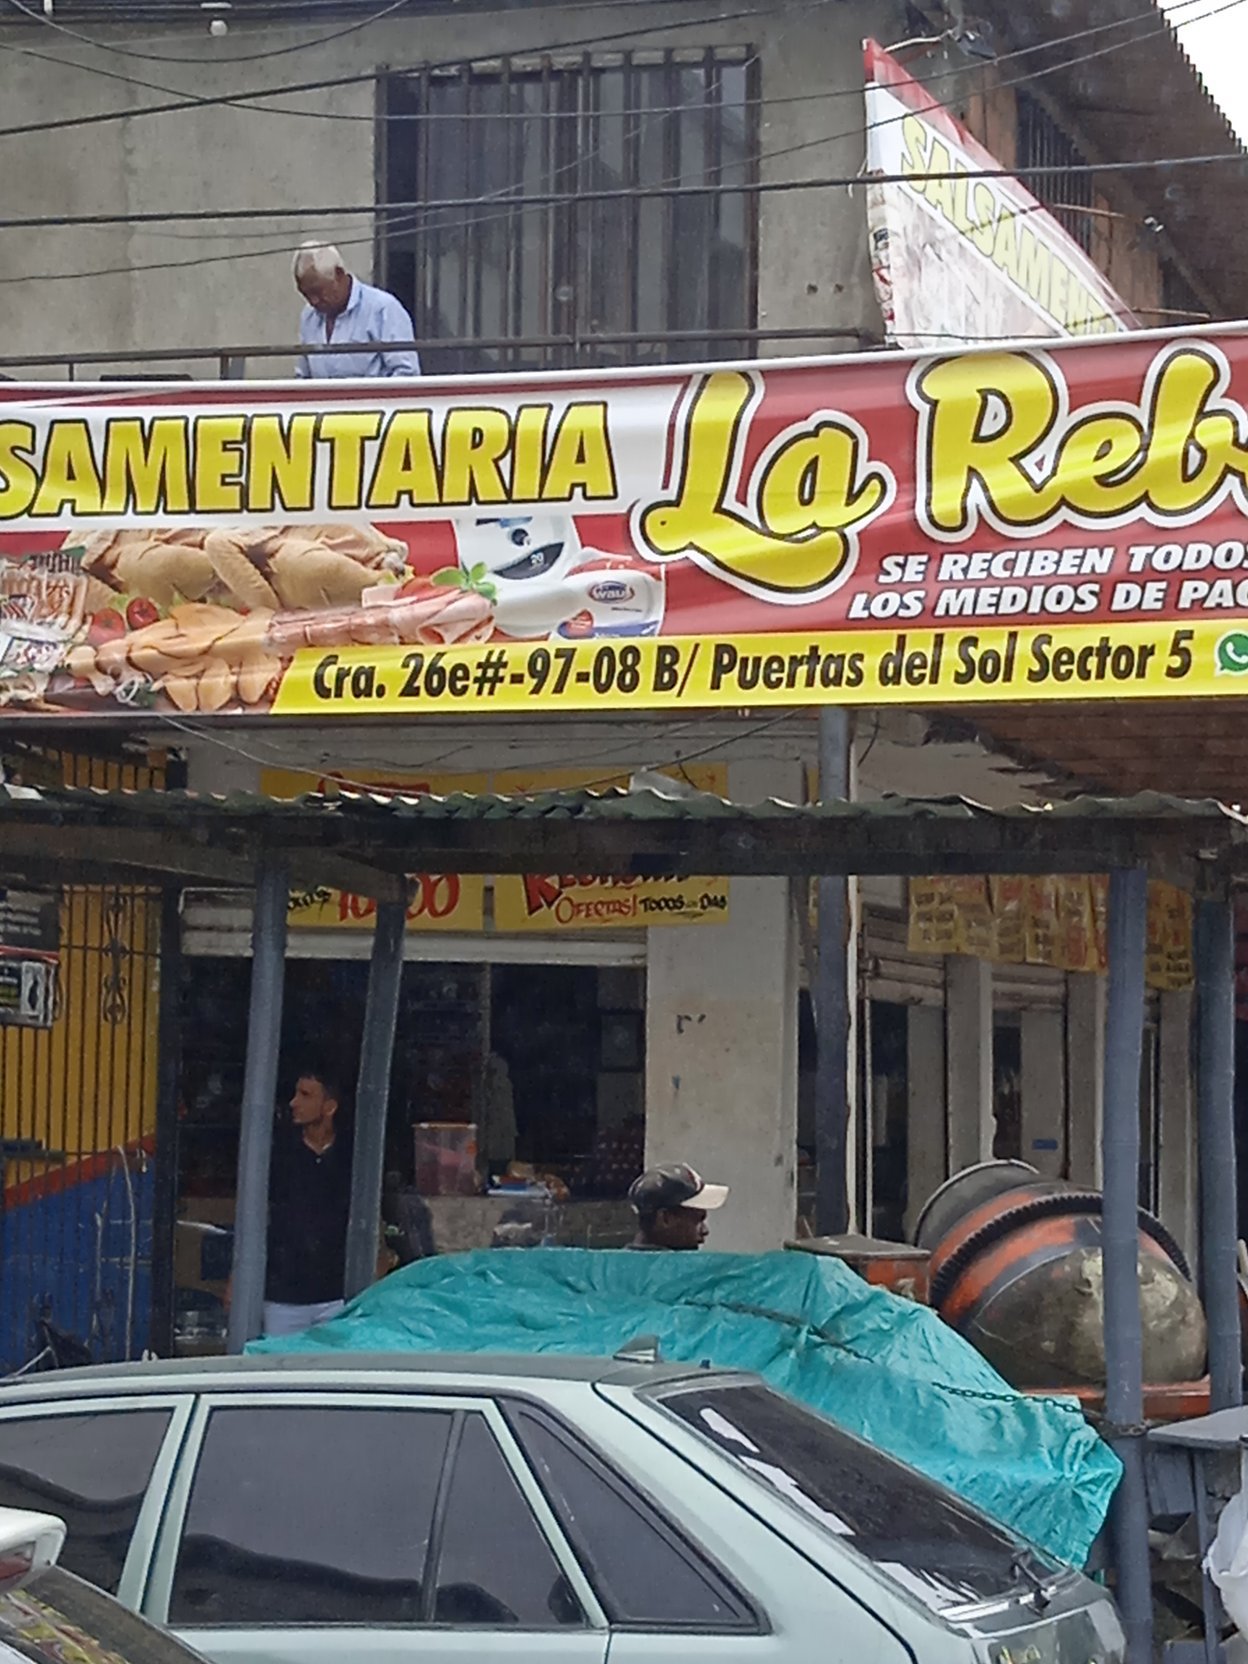 SALSAMENT
SAMENTARIA La Reb
SE RECIBEN TODOS
LOS MEDIOS DE PAG
Cra. 26e#-97-08 B/ Puertas del Sol Sector 5
OFERTAS! TODOS LOS DIAS